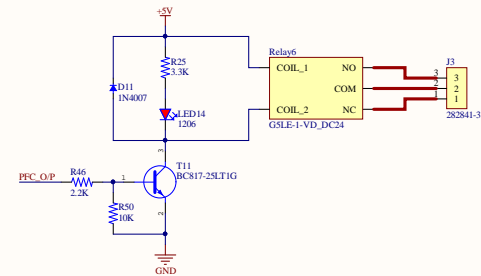 +5V
Relay6
R25
3.3K
COIL_1
NO
J3
COM
3
3
D11
1N4007
2
2
1
1
LED14
1206
COIL_2
NC
282841-3
G5LE-1-VD_DC24
3
T11
BC817-25LT1G
PFC_O/P
R46
1
2.2K
R50
10K
2
GND